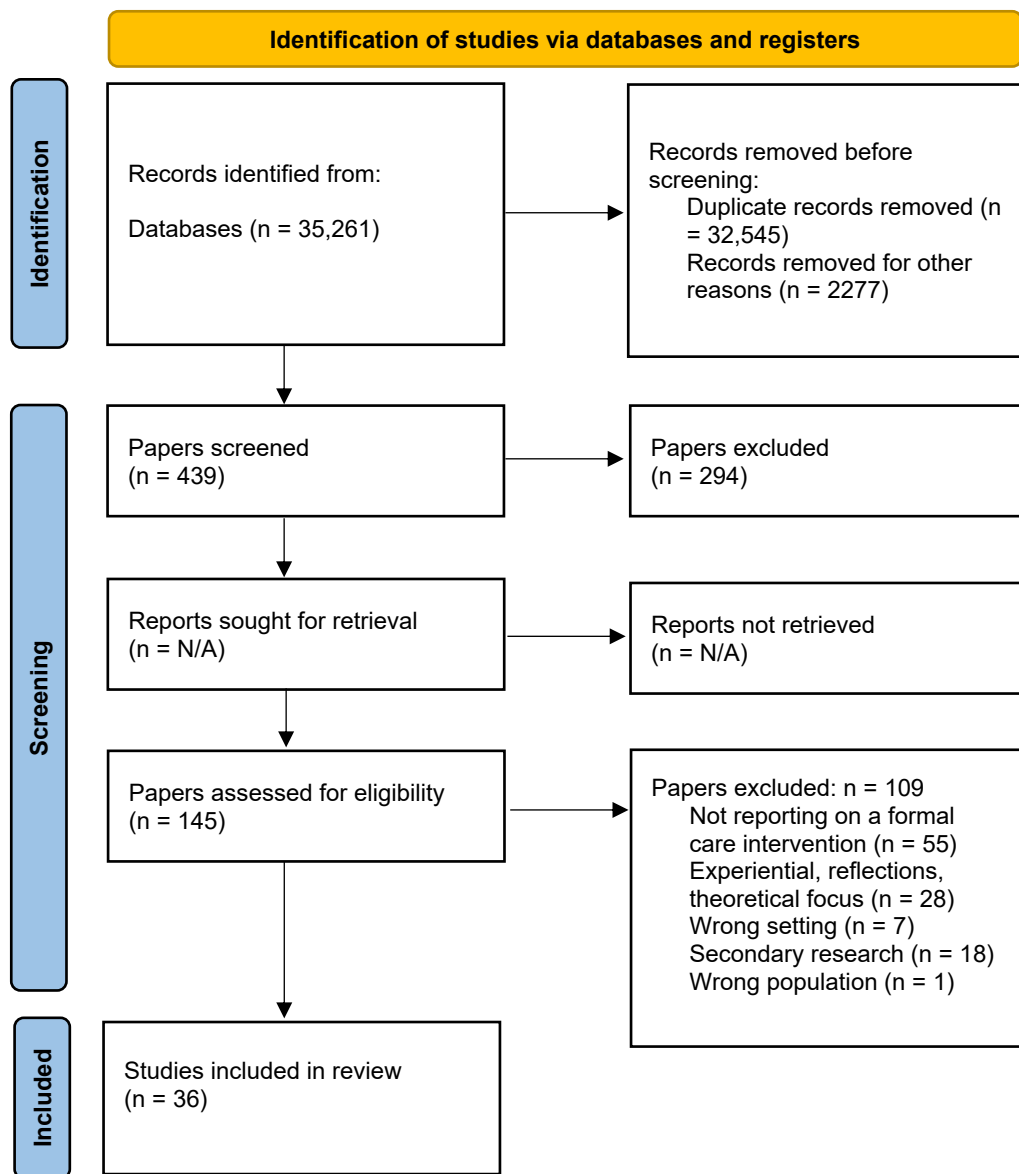 Identification of studies via databases and registers
Identification
Records identified from:
Databases (n = 35,261)
Records removed before
screening:
Duplicate records removed (n
= 32,545)
Records removed for other
reasons (n = 2277)
Screening
Papers screened
(n = 439)
Papers excluded
(n = 294)
Reports sought for retrieval
(n = N/A)
Reports not retrieved
(n = N/A)
Papers assessed for eligibility
(n = 145)
Papers excluded: n = 109
Not reporting on a formal
care intervention (n = 55)
Experiential, reflections,
theoretical focus (n = 28)
Wrong setting (n = 7)
Secondary research (n = 18)
Wrong population (n = 1)
Included
Studies included in review
(n = 36)